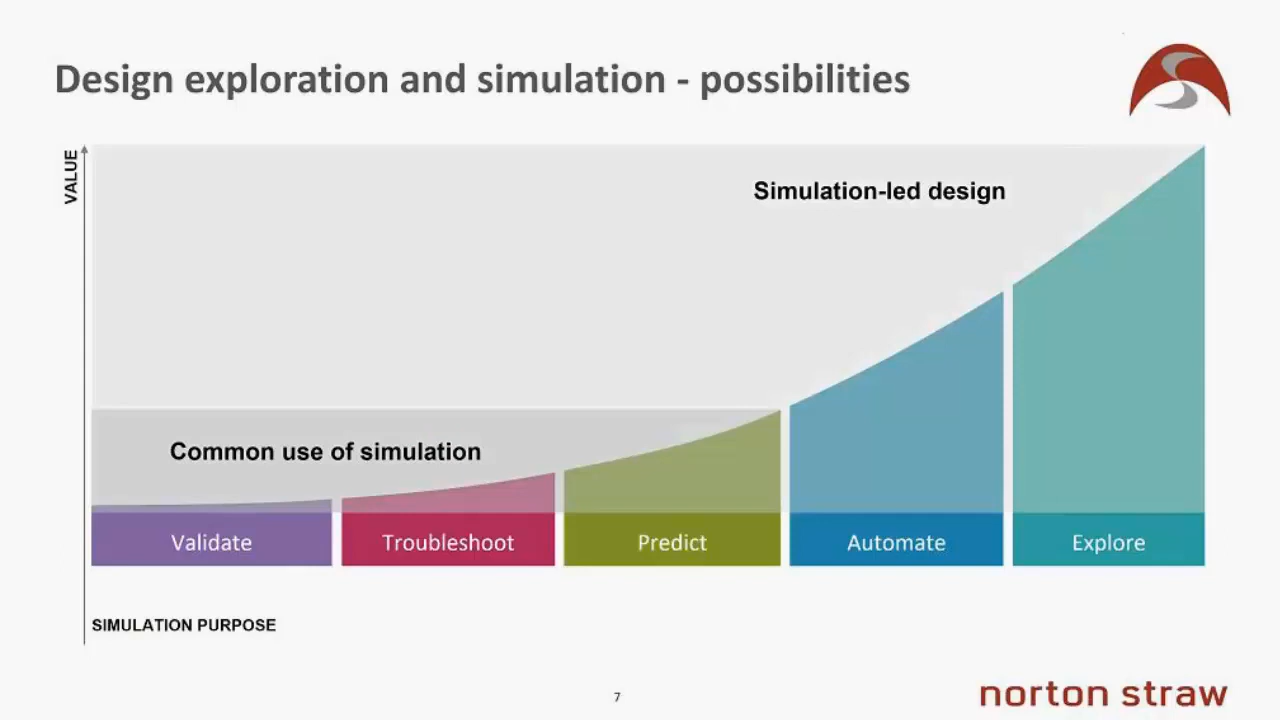 Design exploration and simulation - possibilities
VALUE
Simulation-led design
Common use of simulation
Validate
Troubleshoot
Predict
Automate
Explore
SIMULATION PURPOSE
7
norton straw